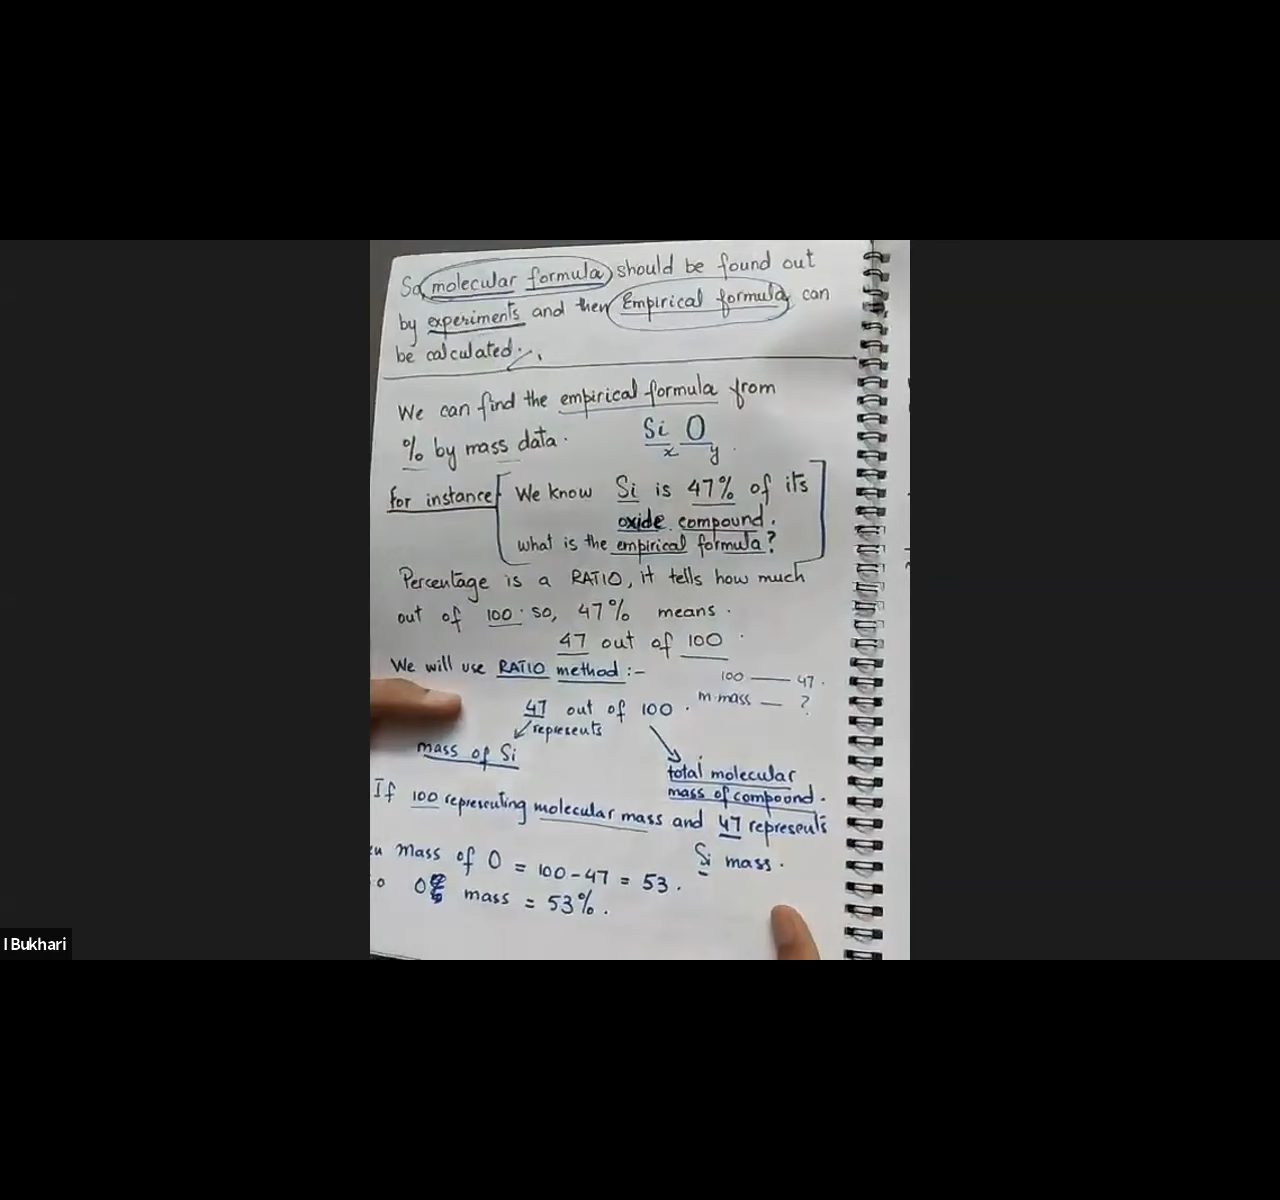 So, molecular formula should be found out
by experiments and then Empirical formula can
be calculated.
We can find the empirical formula from
% by mass data.
Si O
x y
For instance
We know Si is 47% of its
oxide compound.
what is the empirical formula?
Percentage is a RATIO, it tells how much
out of 100. so, 47% means.
47 out of 100
We will use RATIO method:-
100 — 47.
m.mass — ?
47 out of 100.
represents
mass of Si
total molecular
mass of compound.
If 100 representing molecular mass and 47 represents
Si mass.
mass of O = 100-47 = 53.
mass = 53%.
I Bukhari